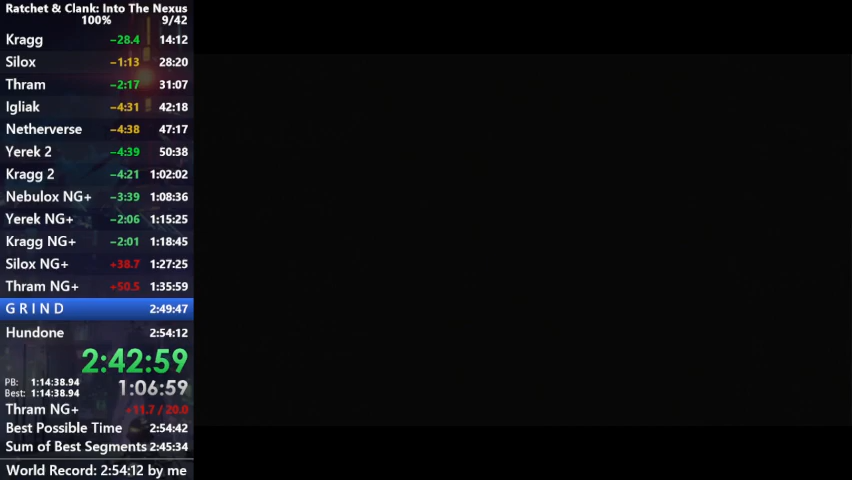 Ratchet & Clank: Into The Nexus
100% 9/42
Kragg −28.4 14:12
Silox −1:13 28:20
Thram −2:17 31:07
Igliak −4:31 42:18
Netherverse −4:38 47:17
Yerek 2 −4:39 50:38
Kragg 2 −4:21 1:02:02
Nebulox NG+ −3:39 1:08:36
Yerek NG+ −2:06 1:15:25
Kragg NG+ −2:01 1:18:45
Silox NG+ +38.7 1:27:25
Thram NG+ +50.5 1:35:59
G R I N D 2:49:47
Hundone 2:54:12
2:42:59
PB: 1:14:38.94 1:06:59
Best: 1:14:38.94
Thram NG+ +11.7 / 20.0
Best Possible Time 2:54:42
Sum of Best Segments 2:45:34
World Record: 2:54:12 by me